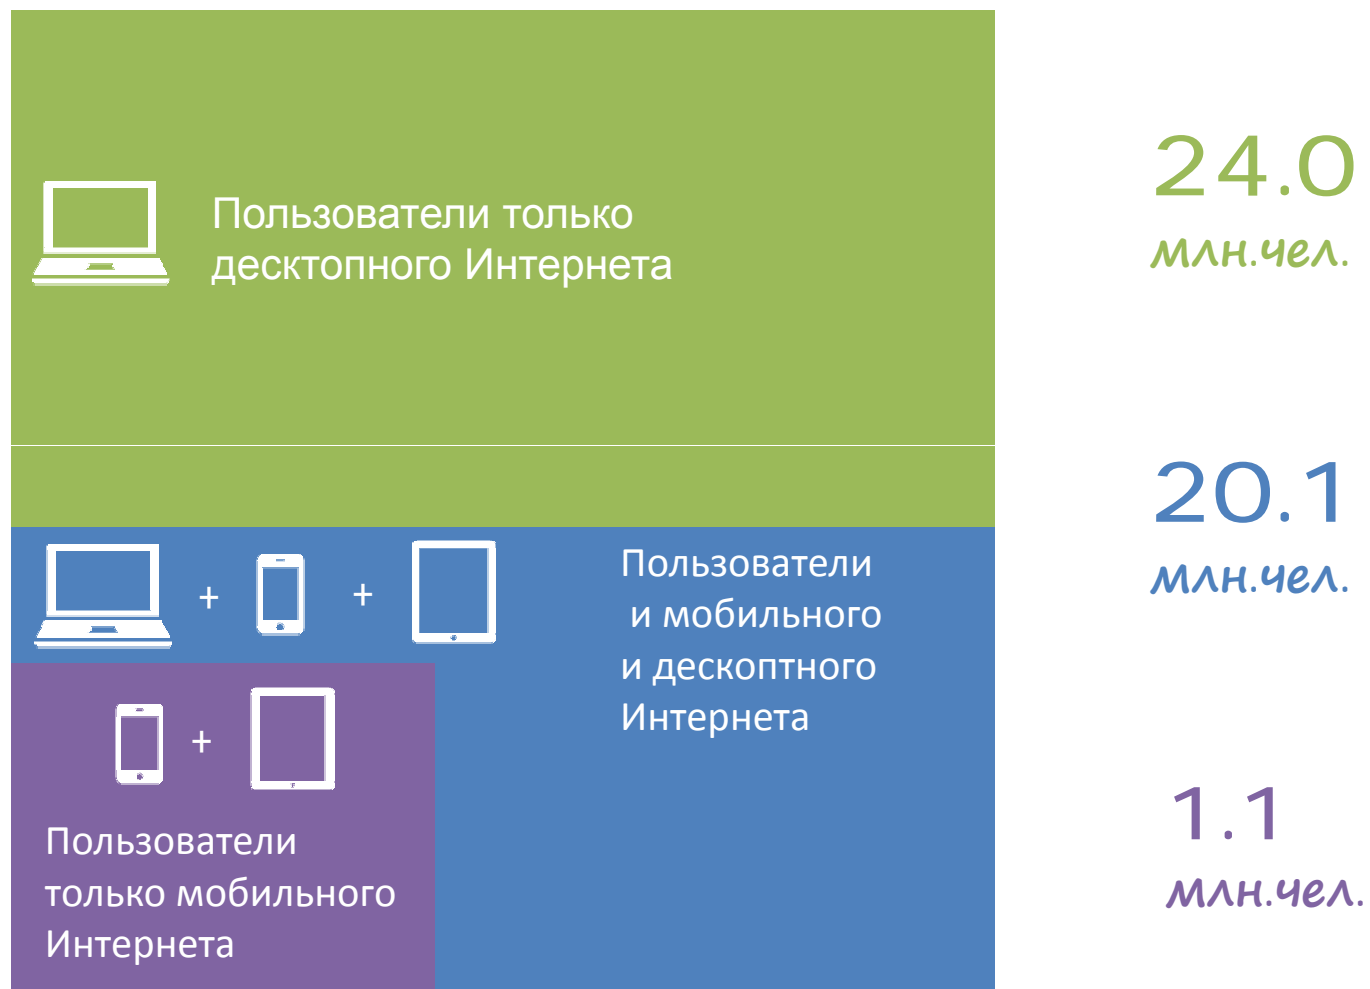 Пользователи только
десктопного Интернета
24.0
млн.чел.
+
+
Пользователи
и мобильного
и дескоптного
Интернета
20.1
млн.чел.
+
Пользователи
только мобильного
Интернета
1.1
млн.чел.